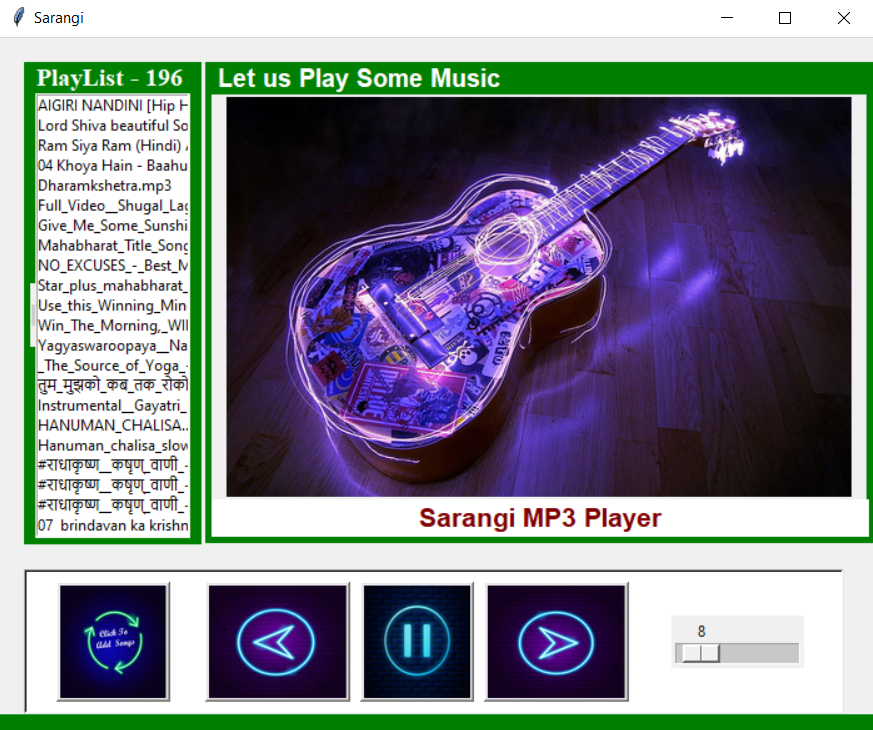 Sarangi
PlayList - 196
AIGIRI NANDINI [Hip H
Lord Shiva beautiful So
Ram Siya Ram (Hindi)
04 Khoya Hain - Baahu
Dharamkshetra.mp3
Full_Video__Shugal_Lag
Give_Me_Some_Sunshi
Mahabharat_Title_Song
NO_EXCUSES_-_Best_M
Star_plus_mahabharat_
Use_this_Winning_Min
Win_The_Morning,_WI
Yagyaswaroopaya__Na
_The_Source_of_Yoga_-
तुम_मुझको_कब_तक_रोको
Instrumental__Gayatri_
HANUMAN_CHALISA..
Hanuman_chalisa_slow
#राधाकृष्ण__कृष्ण_वाणी_-
#राधाकृष्ण__कृष्ण_वाणी_-
#राधाकृष्ण__कृष्ण_वाणी_-
07 brindavan ka krishn
Let us Play Some Music
Sarangi MP3 Player
Click To
Add Songs
8